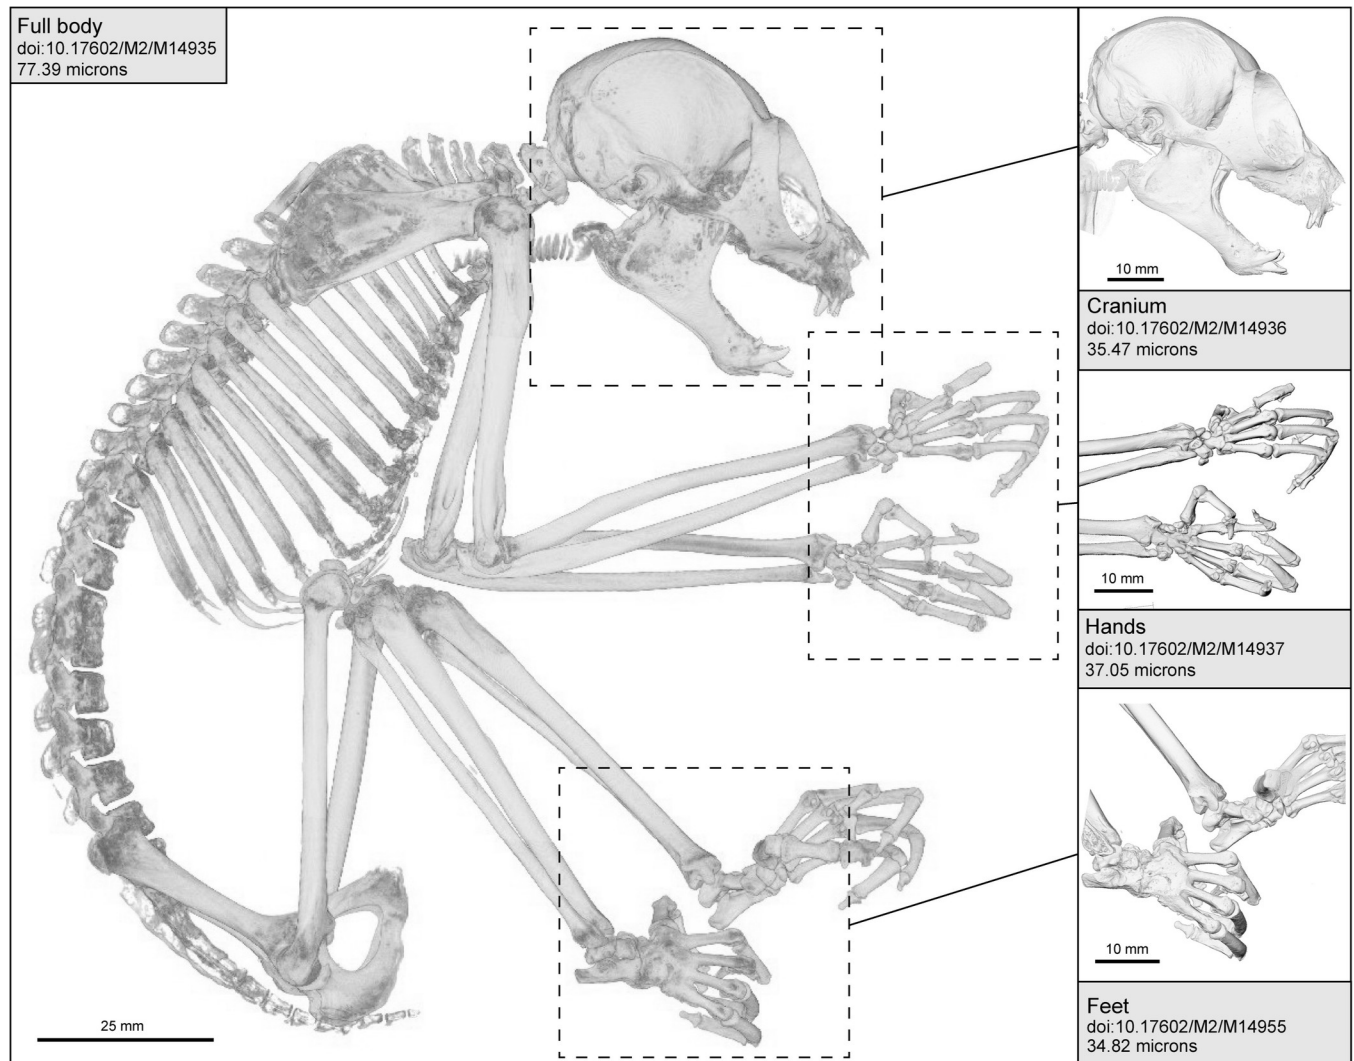 Full body
doi:10.17602/M2/M14935
77.39 microns
10 mm
Cranium
doi:10.17602/M2/M14936
35.47 microns
10 mm
Hands
doi:10.17602/M2/M14937
37.05 microns
10 mm
Feet
doi:10.17602/M2/M14955
34.82 microns
25 mm